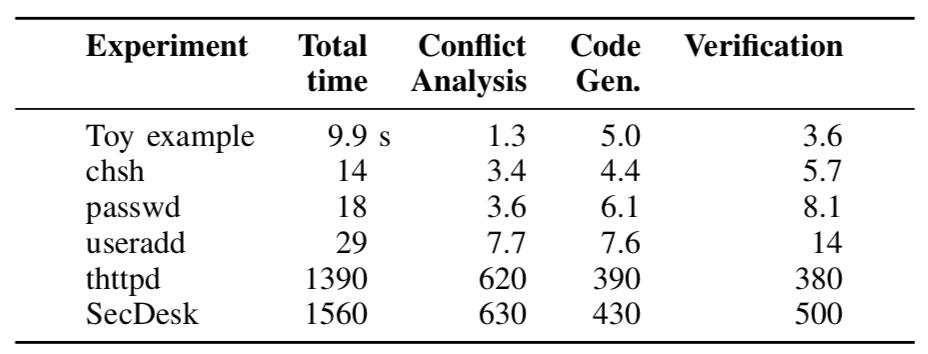 Experiment Total Conflict Code Verification
time Analysis Gen.
Toy example 9.9 s 1.3 5.0 3.6
chsh 14 3.4 4.4 5.7
passwd 18 3.6 6.1 8.1
useradd 29 7.7 7.6 14
thttpd 1390 620 390 380
SecDesk 1560 630 430 500